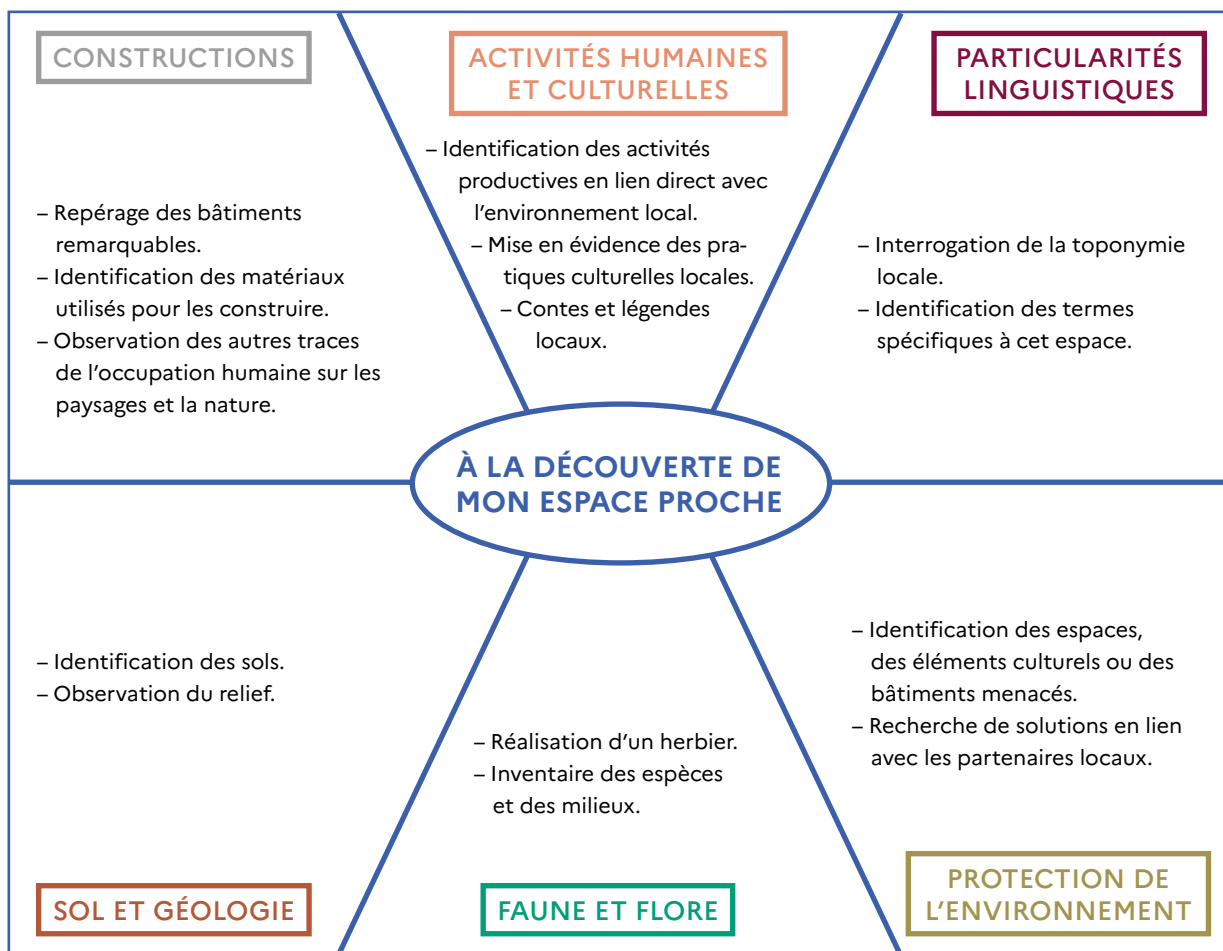 CONSTRUCTIONS
– Repérage des bâtiments
remarquables.
– Identification des matériaux
utilisés pour les construire.
– Observation des autres traces
de l’occupation humaine sur les
paysages et la nature.
ACTIVITÉS HUMAINES
ET CULTURELLES
– Identification des activités
productives en lien direct avec
l’environnement local.
– Mise en évidence des pra-
tiques culturelles locales.
– Contes et légendes
locaux.
PARTICULARITÉS
LINGUISTIQUES
– Interrogation de la toponymie
locale.
– Identification des termes
spécifiques à cet espace.
À LA DÉCOUVERTE DE
MON ESPACE PROCHE
– Identification des sols.
– Observation du relief.
SOL ET GÉOLOGIE
– Réalisation d’un herbier.
– Inventaire des espèces
et des milieux.
FAUNE ET FLORE
– Identification des espaces,
des éléments culturels ou des
bâtiments menacés.
– Recherche de solutions en lien
avec les partenaires locaux.
PROTECTION DE
L’ENVIRONNEMENT